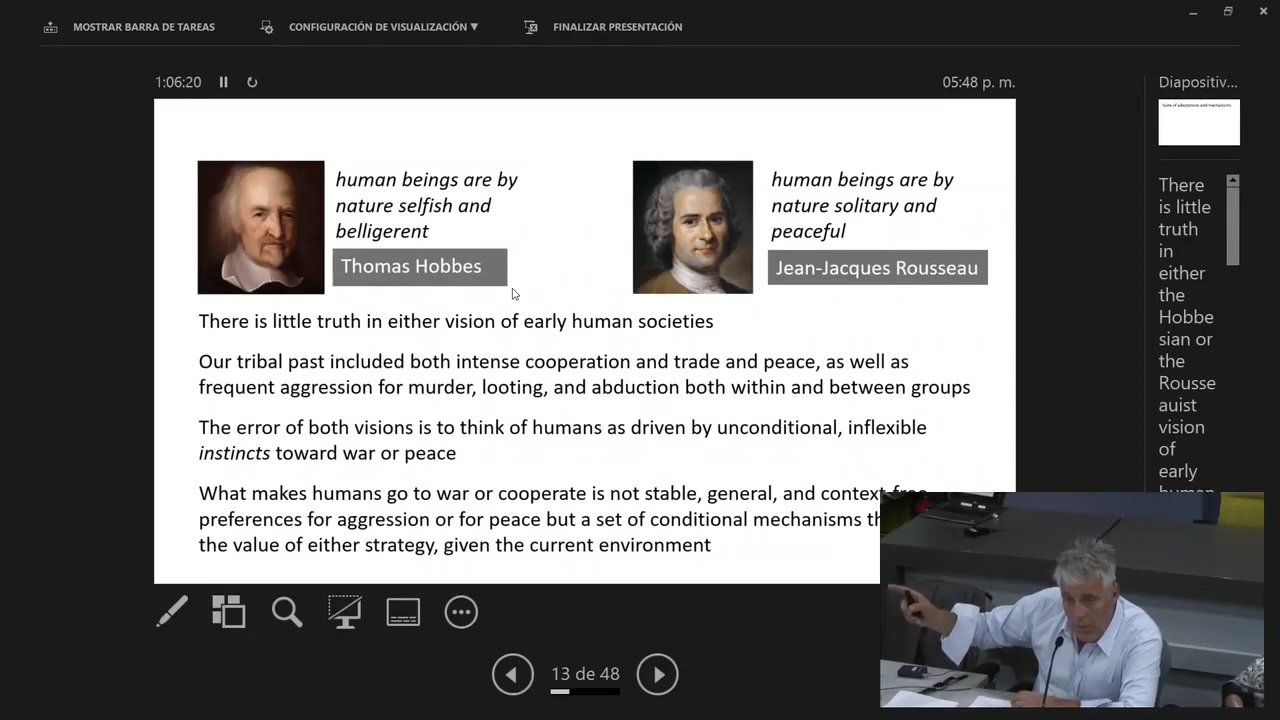 MOSTRAR BARRA DE TAREAS
CONFIGURACIÓN DE VISUALIZACIÓN ▼
FINALIZAR PRESENTACIÓN
1:06:20
05:48 p. m.
human beings are by
nature selfish and
belligerent
Thomas Hobbes
human beings are by
nature solitary and
peaceful
Jean-Jacques Rousseau
There is little truth in either vision of early human societies
Our tribal past included both intense cooperation and trade and peace, as well as
frequent aggression for murder, looting, and abduction both within and between groups
The error of both visions is to think of humans as driven by unconditional, inflexible
instincts toward war or peace
What makes humans go to war or cooperate is not stable, general, and
preferences for aggression or for peace but a set of conditional mechanisms
the value of either strategy, given the current environment
13 de 48
Diapositiv...
Suite of adaptations and mechanisms
There
is little
truth
in
either
the
Hobbe
sian or
the
Rousse
auist
vision
of
early